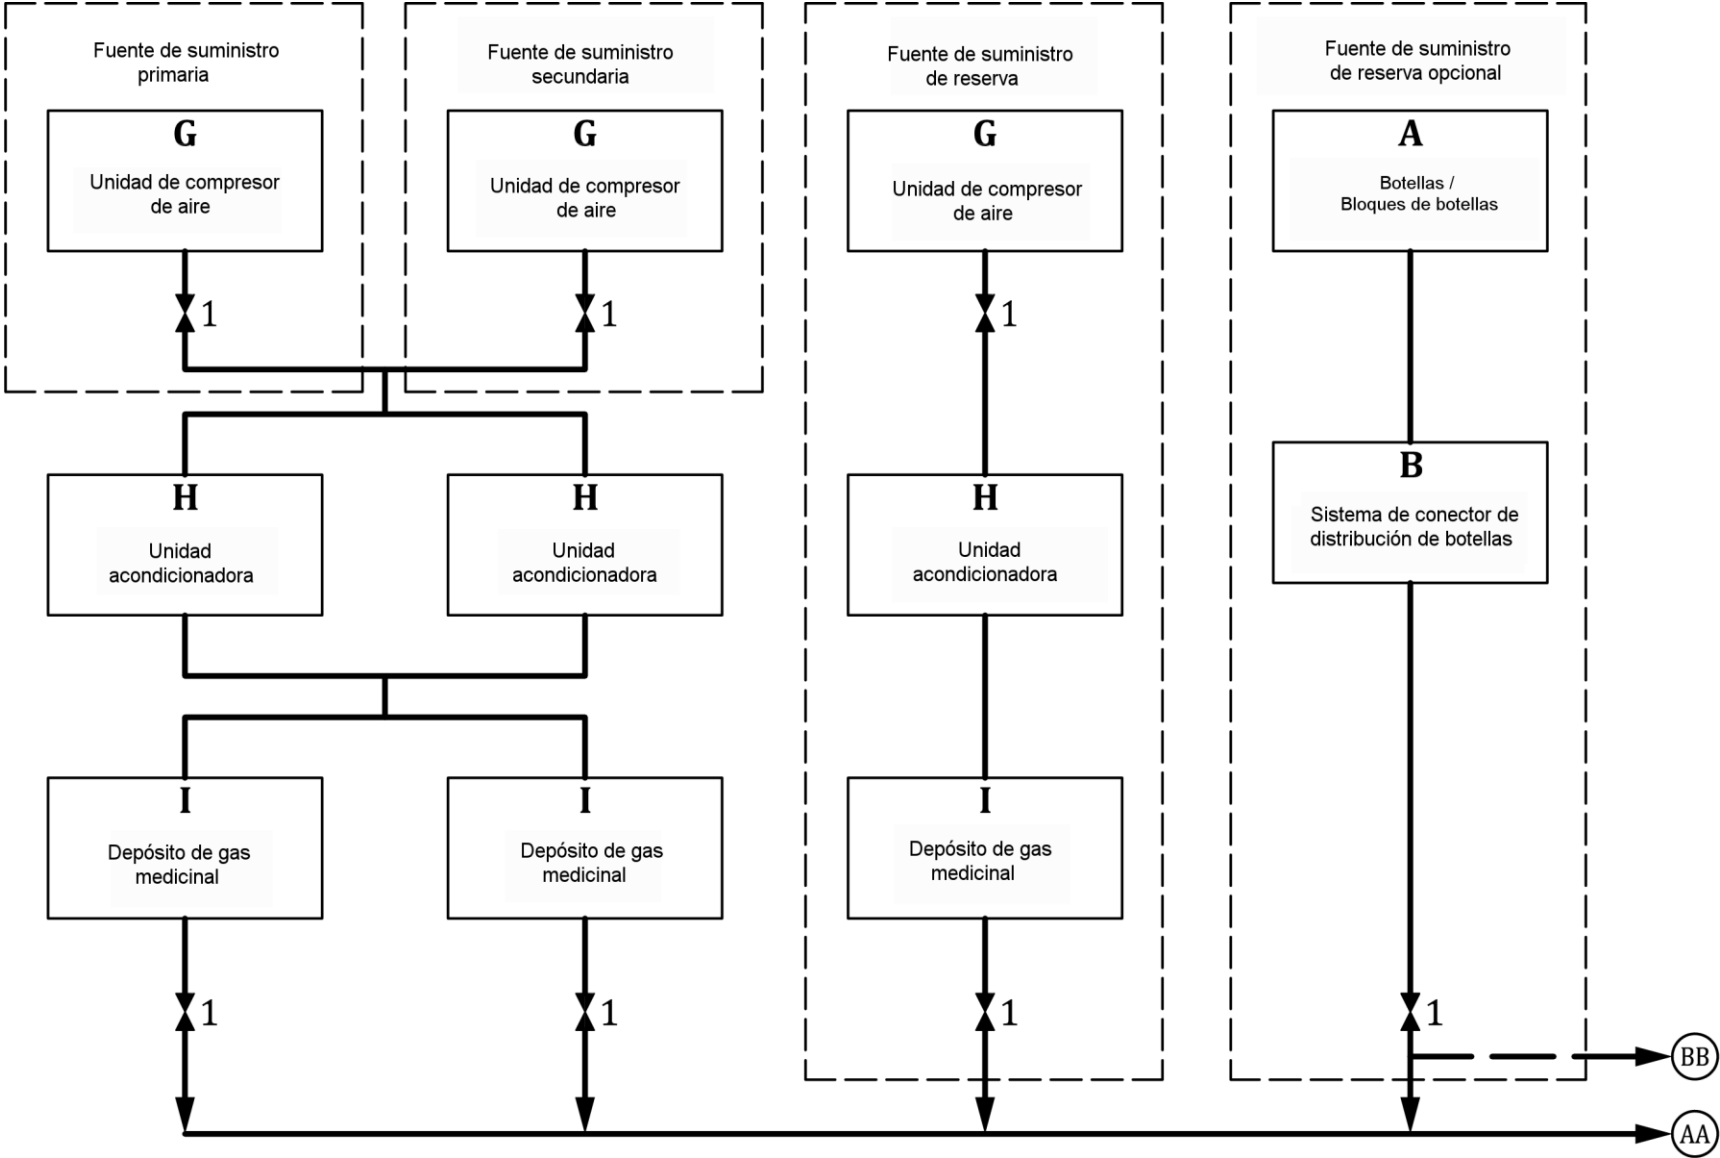 Fuente de suministro
primaria
G
Unidad de compresor
de aire
1
Fuente de suministro
secundaria
G
Unidad de compresor
de aire
1
Fuente de suministro
de reserva
G
Unidad de compresor
de aire
1
Fuente de suministro
de reserva opcional
A
Botellas /
Bloques de botellas
H
Unidad
acondicionadora
H
Unidad
acondicionadora
H
Unidad
acondicionadora
B
Sistema de conector de
distribución de botellas
I
Depósito de gas
medicinal
1
I
Depósito de gas
medicinal
1
I
Depósito de gas
medicinal
1
1
BB
AA